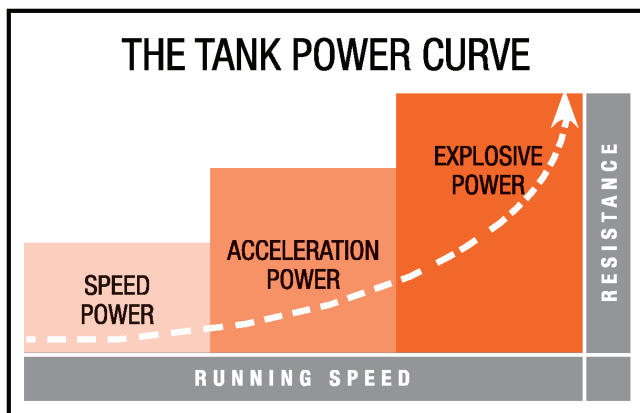 THE TANK POWER CURVE
EXPLOSIVE
POWER
ACCELERATION
POWER
SPEED
POWER
RESISTANCE
RUNNING SPEED